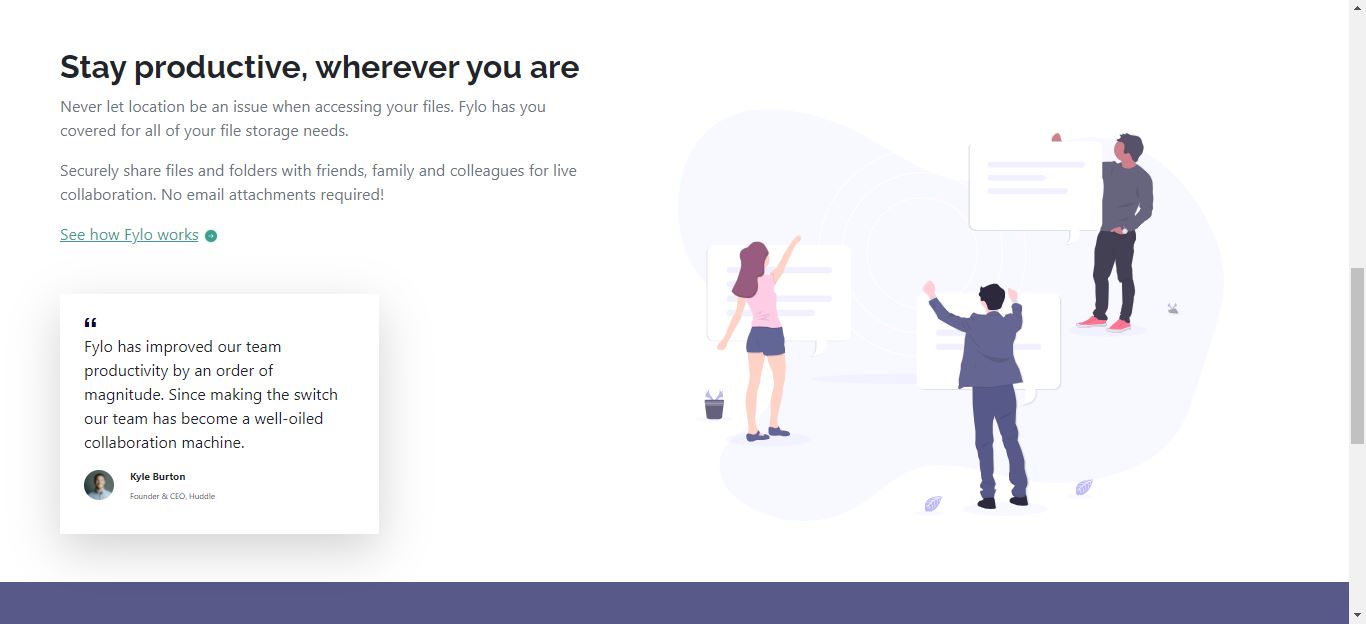 Stay productive, wherever you are
Never let location be an issue when accessing your files. Fylo has you
covered for all of your file storage needs.
Securely share files and folders with friends, family and colleagues for live
collaboration. No email attachments required!
See how Fylo works
“
Fylo has improved our team
productivity by an order of
magnitude. Since making the switch
our team has become a well-oiled
collaboration machine.
Kyle Burton
Founder & CEO, Huddle